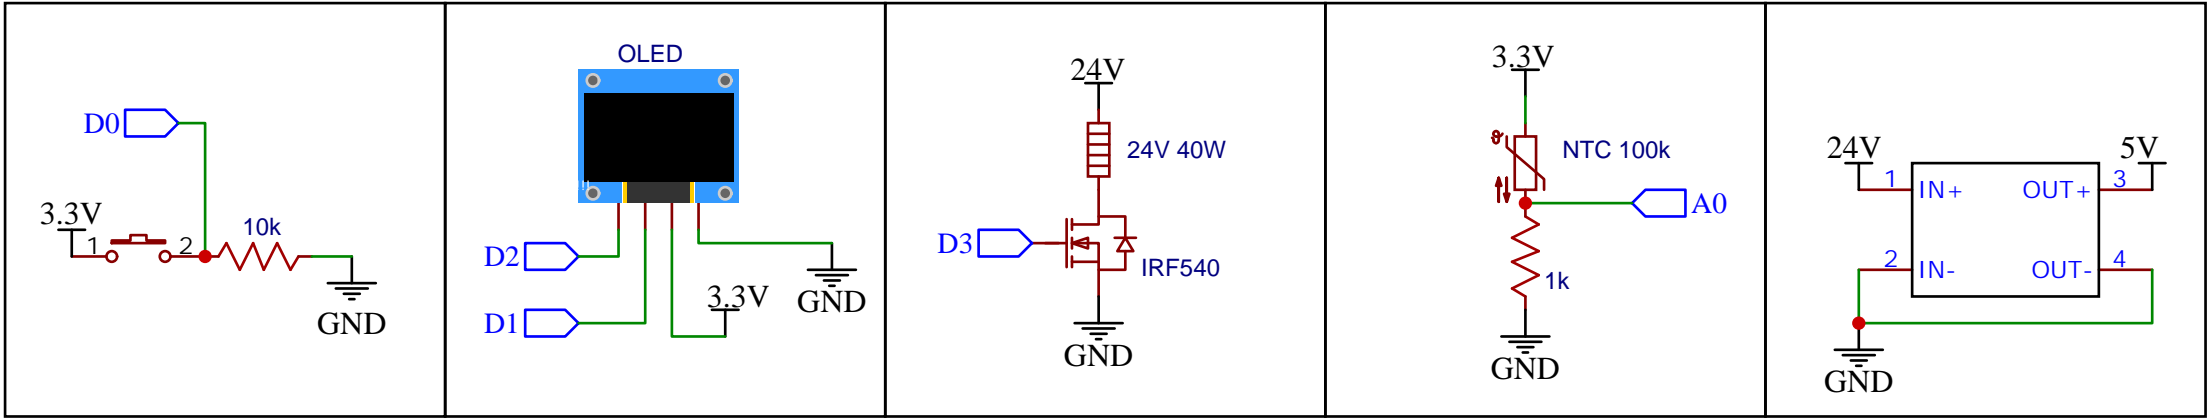 D0
3.3V
1
2
10k
GND
OLED
D2
D1
3.3V
GND
24V
24V 40W
D3
IRF540
GND
3.3V
NTC 100k
A0
1k
GND
24V
5V
1
IN+
OUT+
3
2
IN-
OUT-
4
GND